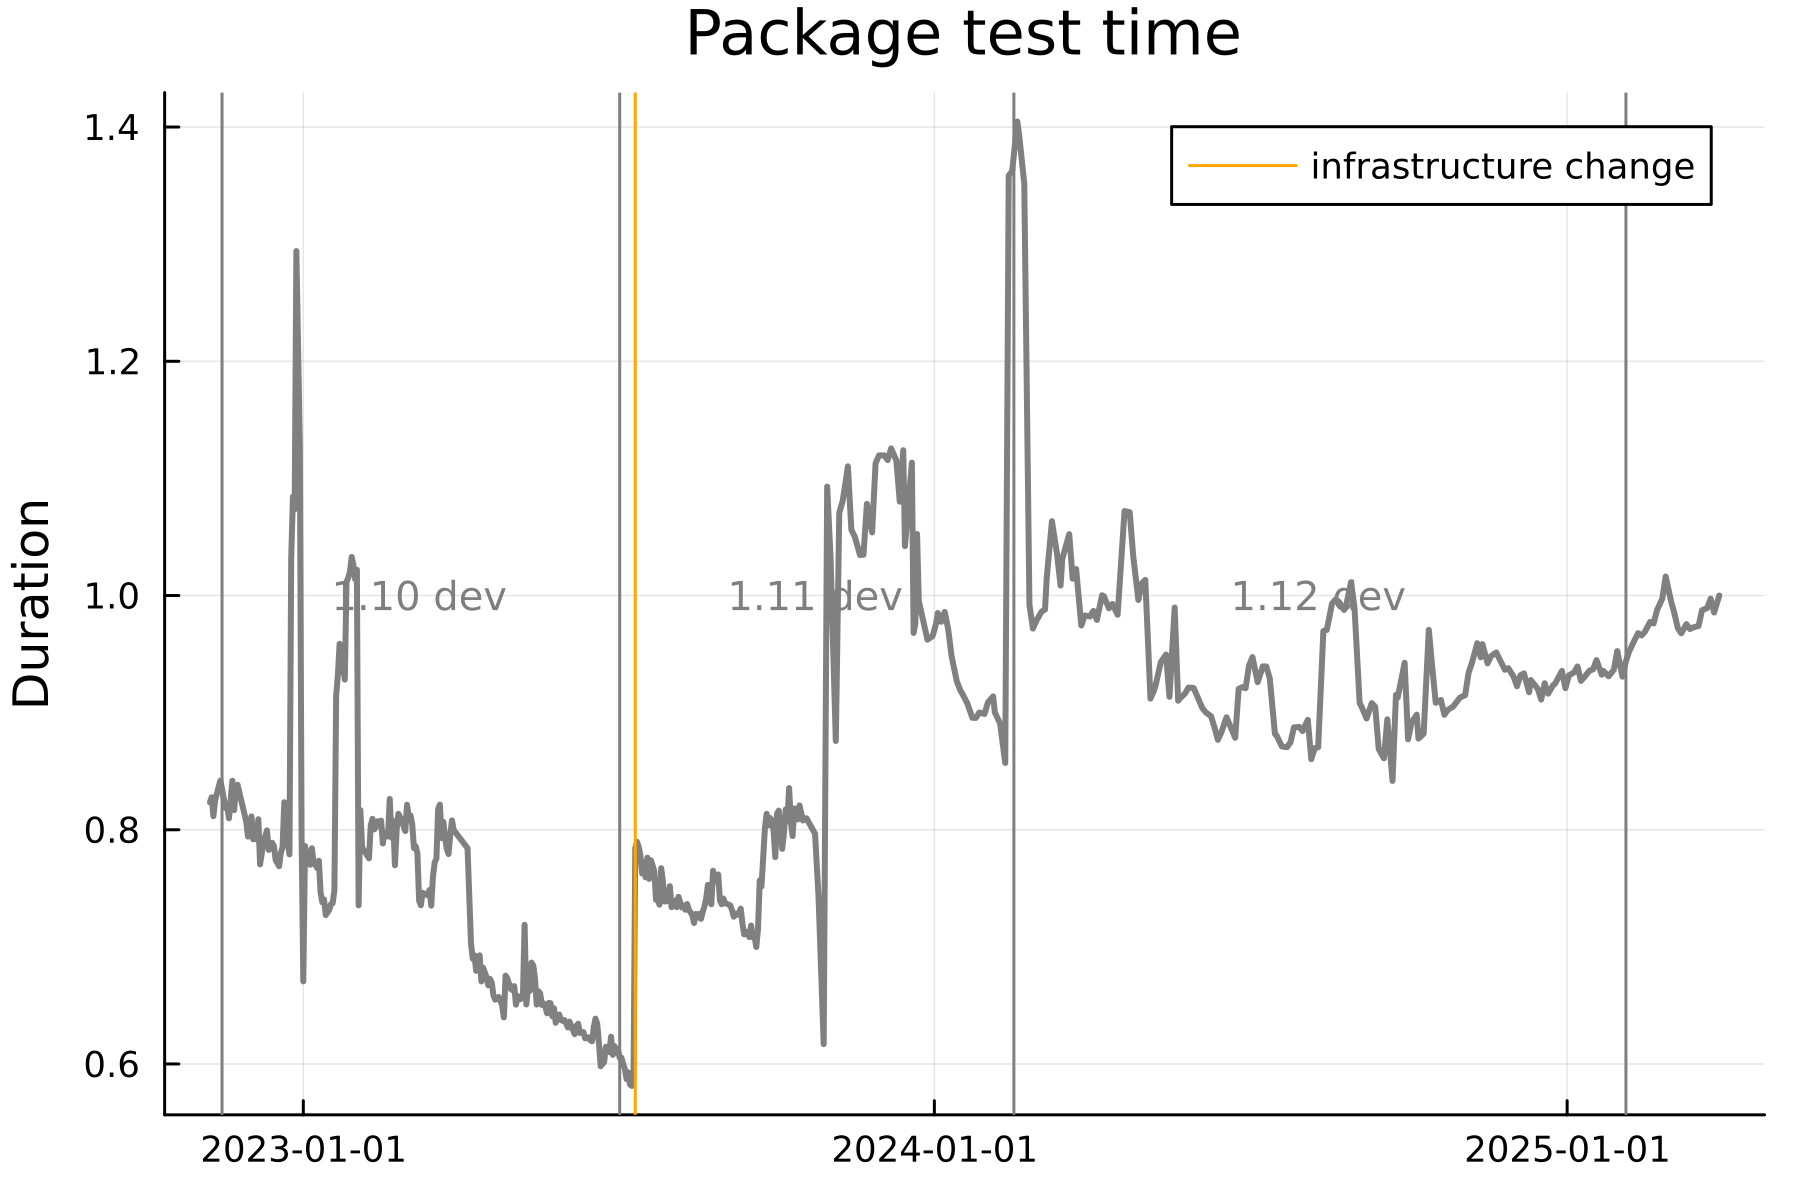 Package test time
infrastructure change
Duration
1.4
1.2
1.0
0.8
0.6
1.10 dev
1.11 dev
1.12 dev
2023-01-01
2024-01-01
2025-01-01